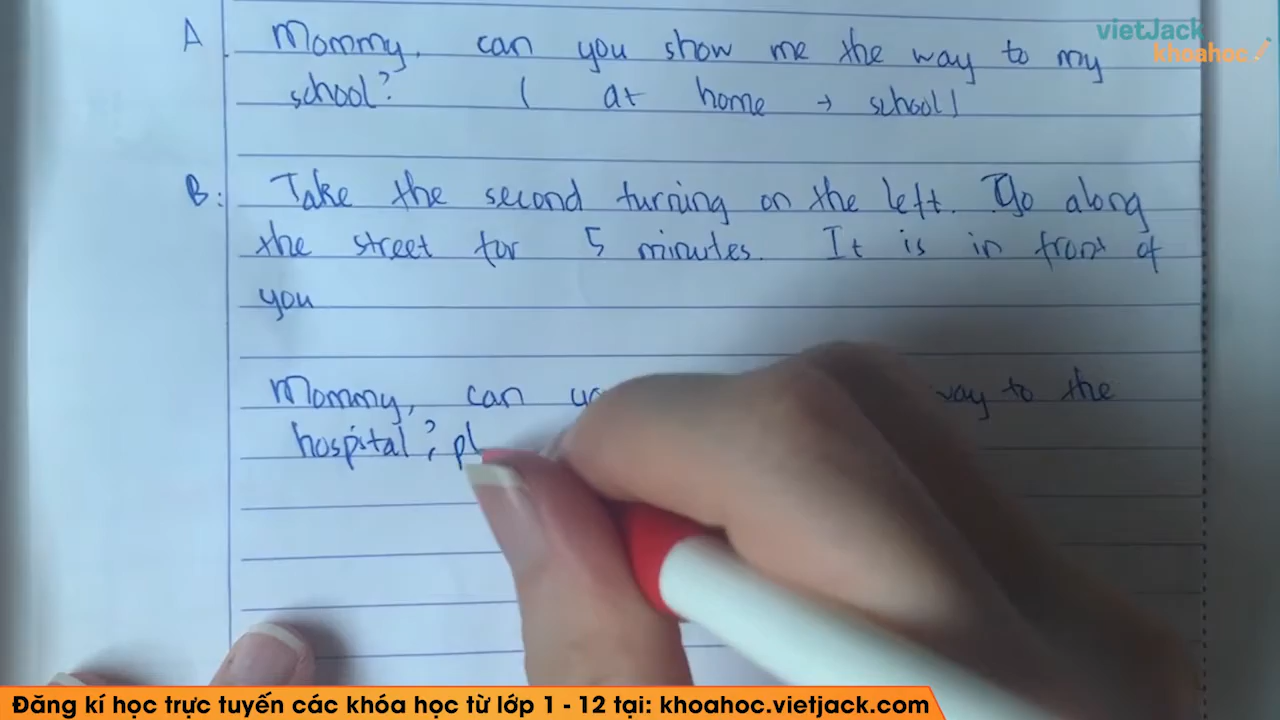 vietJack
khoahoc
A Mommy, can you show me the way to my
school? ( at home → school)
B: Take the second turning on the left. Go along
the street for 5 minutes. It is in front of
you
Mommy, can way to the
hospital?, pl
Đăng kí học trực tuyến các khóa học từ lớp 1 - 12 tại: khoahoc.vietjack.com